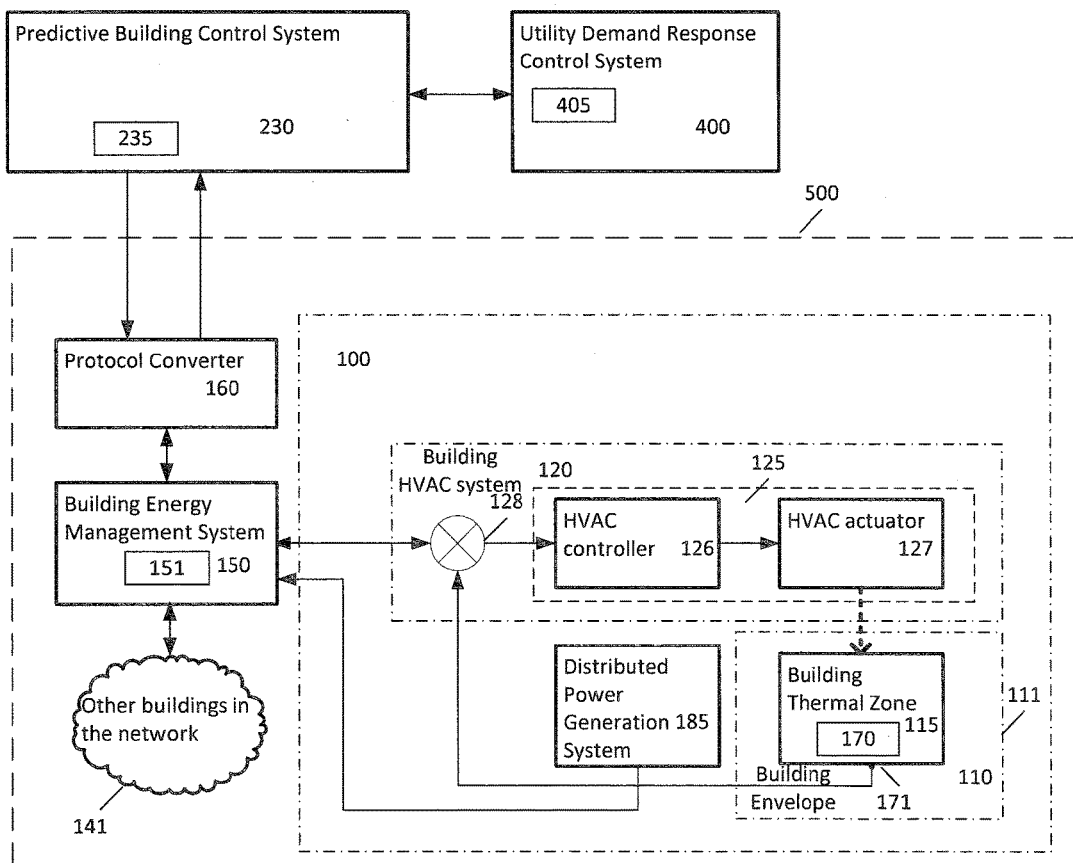 Predictive Building Control System
235
230
Utility Demand Response
Control System
405
400
500
Protocol Converter
160
100
Building Energy
Management System
151
150
Building
HVAC system
120
128
125
HVAC
controller
126
HVAC actuator
127
Other buildings in
the network
141
Distributed
Power
Generation 185
System
Building
Thermal Zone
115
170
111
110
Building
Envelope
171